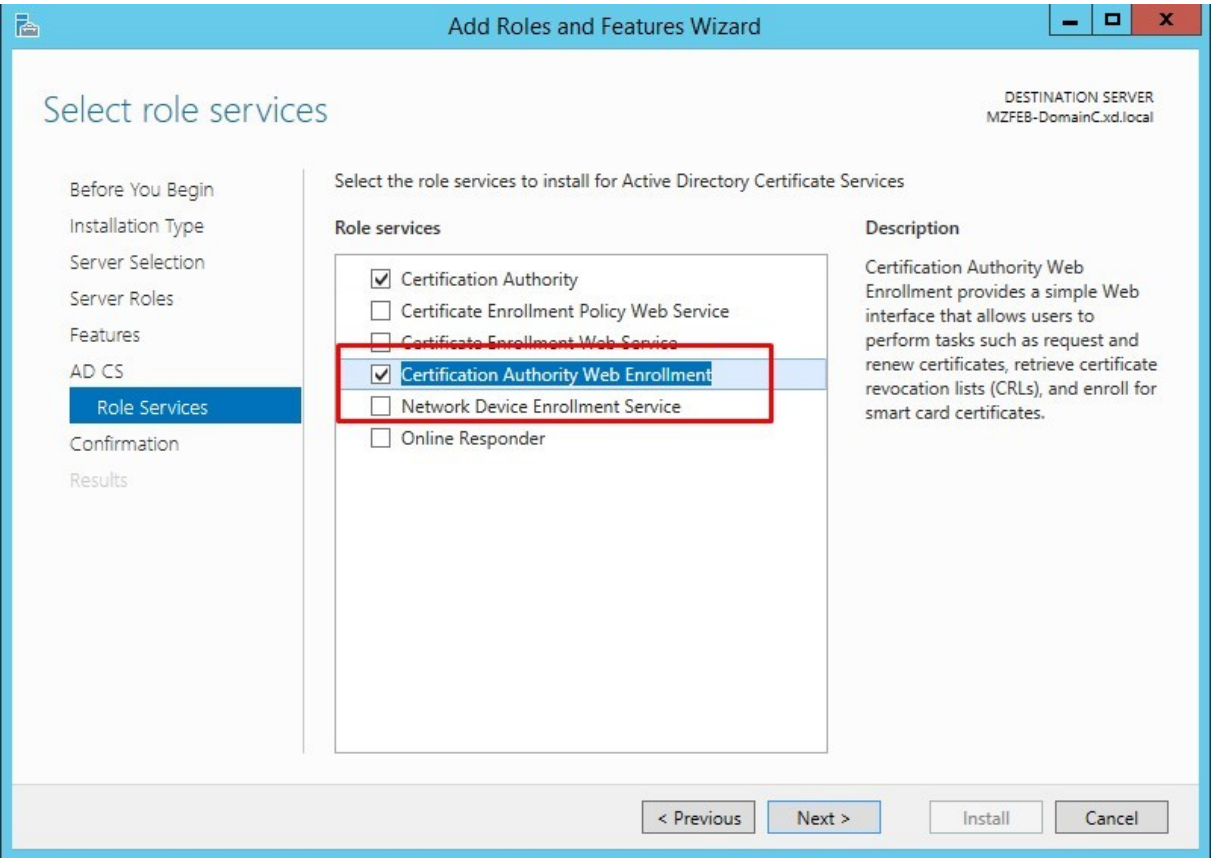 Add Roles and Features Wizard
Select role services
DESTINATION SERVER
MZFEB-DomainC.xd.local
Before You Begin
Installation Type
Server Selection
Server Roles
Features
AD CS
Role Services
Confirmation
Results
Select the role services to install for Active Directory Certificate Services
Role services
Certification Authority
Certificate Enrollment Policy Web Service
Certificate Enrollment Web Service
Certification Authority Web Enrollment
Network Device Enrollment Service
Online Responder
Description
Certification Authority Web
Enrollment provides a simple Web
interface that allows users to
perform tasks such as request and
renew certificates, retrieve certificate
revocation lists (CRLs), and enroll for
smart card certificates.
< Previous
Next >
Install
Cancel